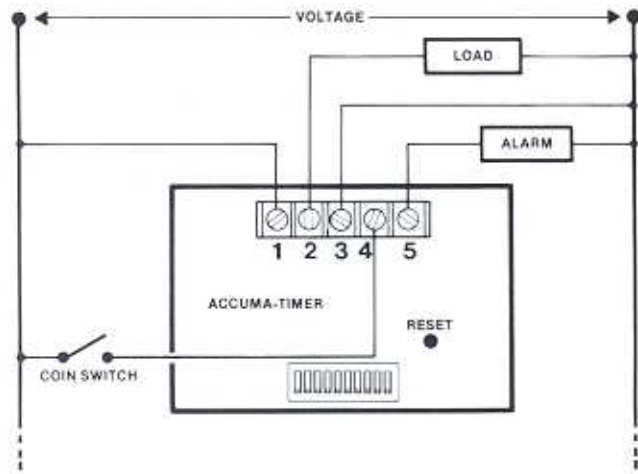 VOLTAGE
LOAD
ALARM
1 2 3 4 5
ACCUMA-TIMER
RESET
COIN SWITCH